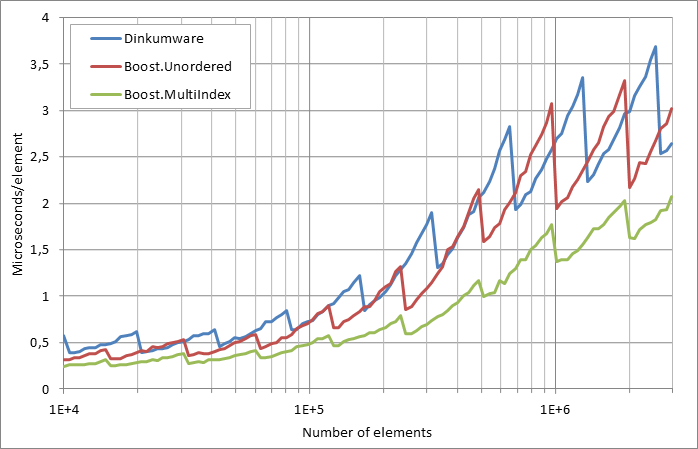 4
3,5
3
2,5
2
1,5
1
0,5
0
Dinkumware
Boost.Unordered
Boost.MultiIndex
Microseconds/element
1E+4
1E+5
1E+6
Number of elements